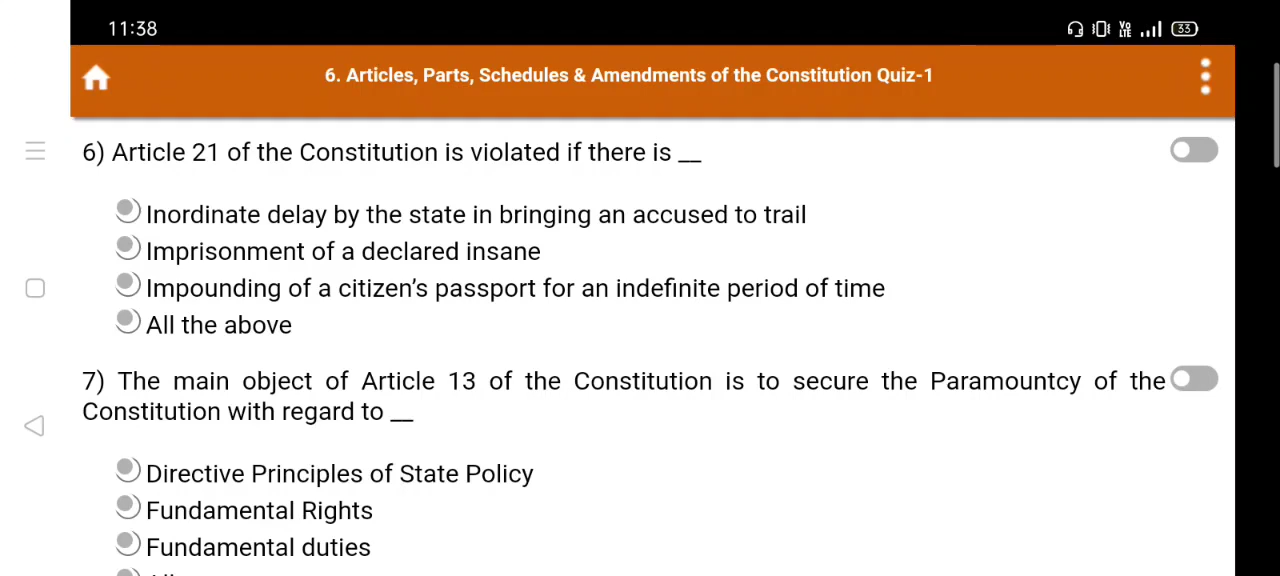 11:38
VO LTE 33
6. Articles, Parts, Schedules & Amendments of the Constitution Quiz-1
6) Article 21 of the Constitution is violated if there is __
Inordinate delay by the state in bringing an accused to trail
Imprisonment of a declared insane
Impounding of a citizen’s passport for an indefinite period of time
All the above
7) The main object of Article 13 of the Constitution is to secure the Paramountcy of the
Constitution with regard to __
Directive Principles of State Policy
Fundamental Rights
Fundamental duties